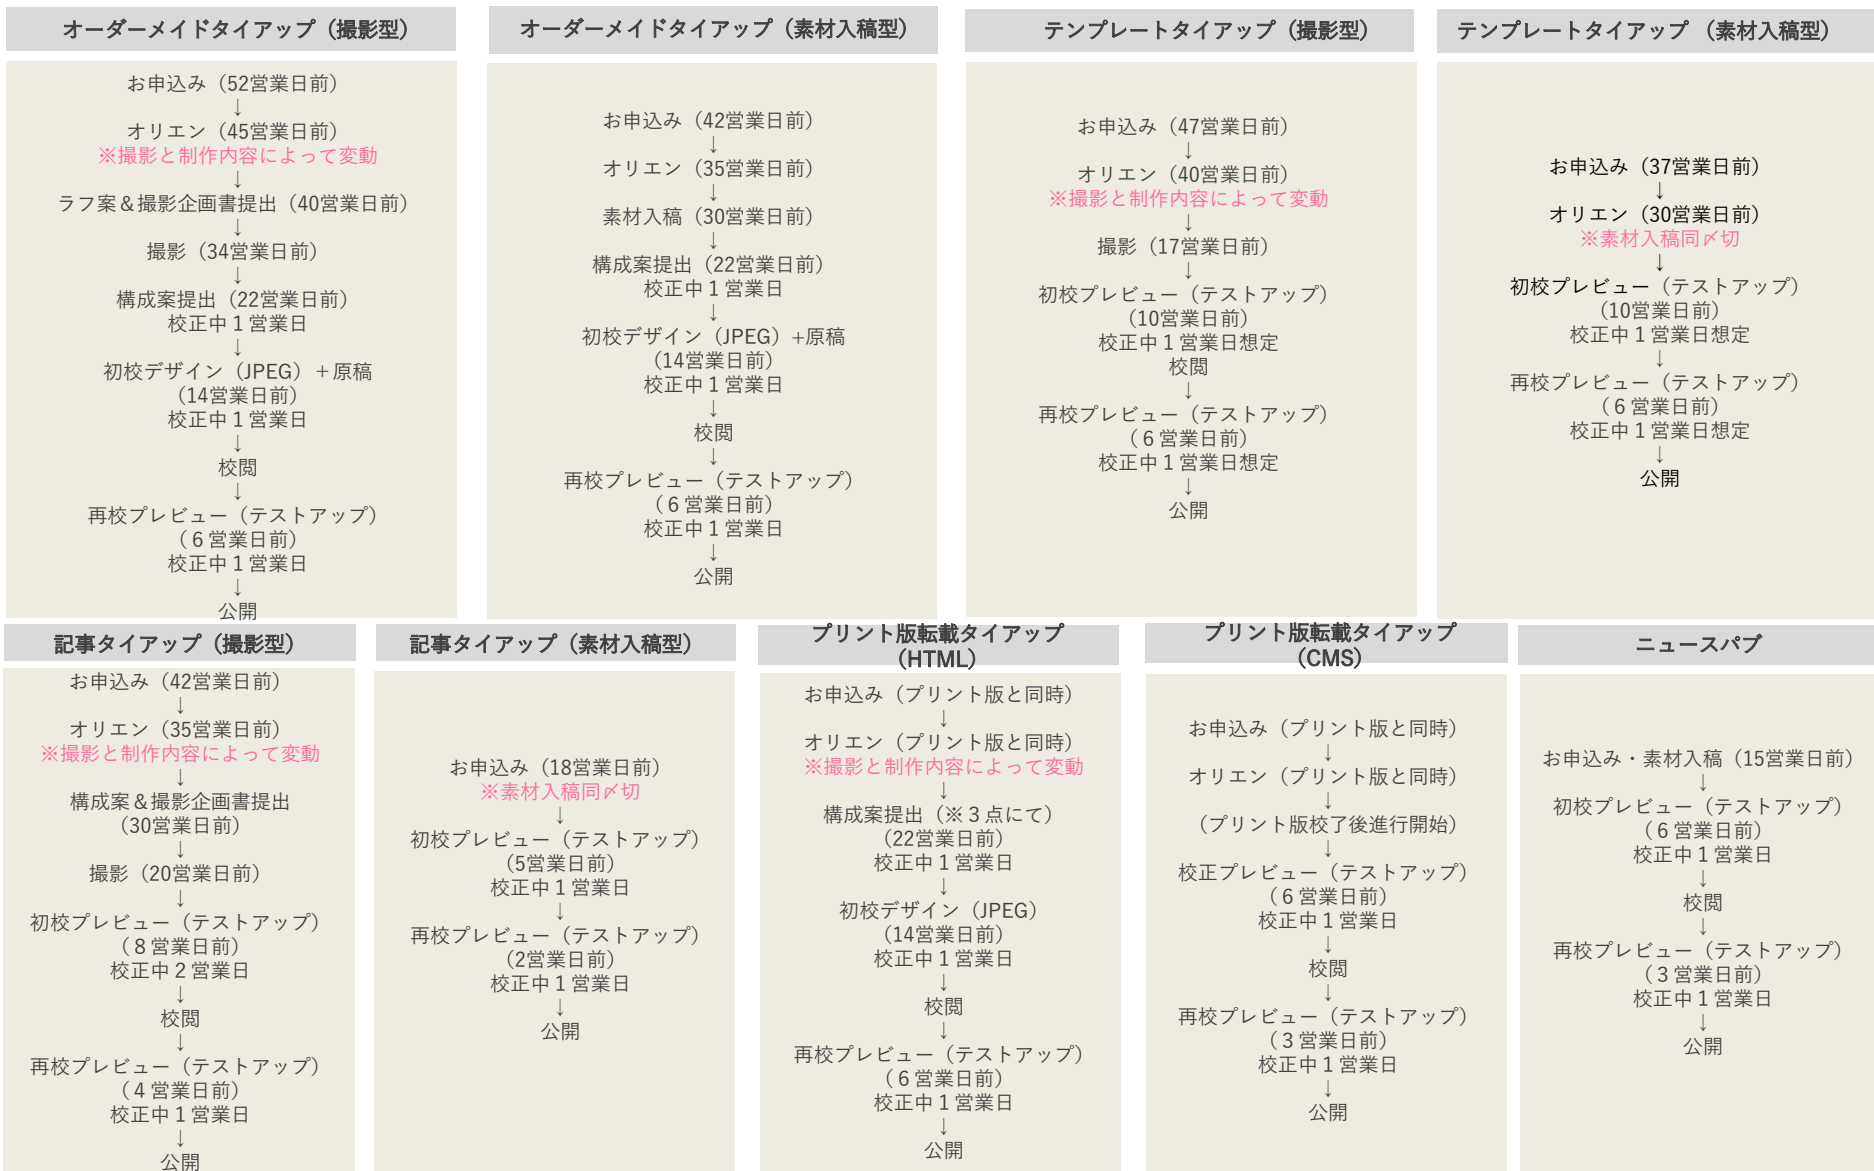 オーダーメイドタイアップ（撮影型）
お申込み（52営業日前）
↓
オリエン（45営業日前）
※撮影と制作内容によって変動
↓
ラフ案＆撮影企画書提出（40営業日前）
↓
撮影（34営業日前）
↓
構成案提出（22営業日前）
校正中１営業日
↓
初校デザイン（JPEG）＋原稿
（14営業日前）
校正中１営業日
↓
校閲
↓
再校プレビュー（テストアップ）
（６営業日前）
校正中１営業日
↓
公開
オーダーメイドタイアップ（素材入稿型）
お申込み（42営業日前）
↓
オリエン（35営業日前）
↓
素材入稿（30営業日前）
↓
構成案提出（22営業日前）
校正中１営業日
↓
初校デザイン（JPEG）+原稿
（14営業日前）
校正中１営業日
↓
校閲
↓
再校プレビュー（テストアップ）
（６営業日前）
校正中１営業日
↓
公開
テンプレートタイアップ（撮影型）
お申込み（47営業日前）
↓
オリエン（40営業日前）
※撮影と制作内容によって変動
↓
撮影（17営業日前）
↓
初校プレビュー（テストアップ）
（10営業日前）
校正中１営業日想定
校閲
↓
再校プレビュー（テストアップ）
（６営業日前）
校正中１営業日想定
↓
公開
テンプレートタイアップ （素材入稿型）
お申込み（37営業日前）
↓
オリエン（30営業日前）
※素材入稿同〆切
↓
初校プレビュー（テストアップ）
（10営業日前）
校正中１営業日想定
↓
再校プレビュー（テストアップ）
（６営業日前）
校正中１営業日想定
↓
公開
記事タイアップ（撮影型）
お申込み（42営業日前）
↓
オリエン（35営業日前）
※撮影と制作内容によって変動
↓
構成案＆撮影企画書提出
（30営業日前）
↓
撮影（20営業日前）
↓
初校プレビュー（テストアップ）
（８営業日前）
校正中２営業日
↓
校閲
↓
再校プレビュー（テストアップ）
（４営業日前）
校正中１営業日
↓
公開
記事タイアップ（素材入稿型）
お申込み（18営業日前）
※素材入稿同〆切
↓
初校プレビュー（テストアップ）
（5営業日前）
校正中１営業日
↓
再校プレビュー（テストアップ）
（2営業日前）
校正中１営業日
↓
公開
プリント版転載タイアップ
（HTML）
お申込み（プリント版と同時）
↓
オリエン（プリント版と同時）
※撮影と制作内容によって変動
↓
構成案提出（※３点にて）
（22営業日前）
校正中１営業日
↓
初校デザイン（JPEG）
（14営業日前）
校正中１営業日
↓
校閲
↓
再校プレビュー（テストアップ）
（６営業日前）
校正中１営業日
↓
公開
プリント版転載タイアップ
（CMS）
お申込み（プリント版と同時）
↓
オリエン（プリント版と同時）
↓
（プリント版校了後進行開始）
↓
校正プレビュー（テストアップ）
（６営業日前）
校正中１営業日
↓
校閲
↓
再校プレビュー（テストアップ）
（３営業日前）
校正中１営業日
↓
公開
ニュースパブ
お申込み・素材入稿（15営業日前）
↓
初校プレビュー（テストアップ）
（６営業日前）
校正中１営業日
↓
校閲
↓
再校プレビュー（テストアップ）
（３営業日前）
校正中１営業日
↓
公開